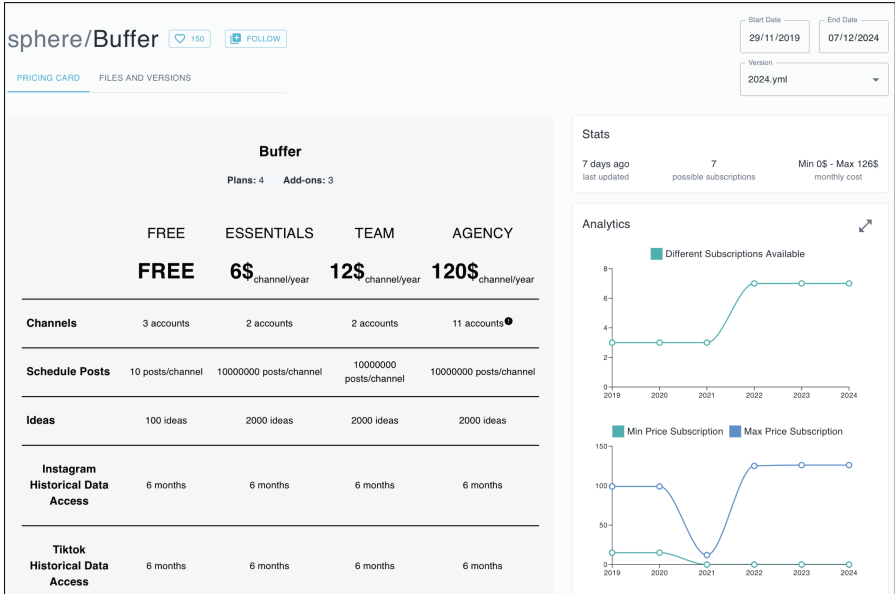 sphere/Buffer 150 FOLLOW
Start Date End Date
29/11/2019 07/12/2024
Version
2024.yml
PRICING CARD FILES AND VERSIONS
Buffer
Plans: 4 Add-ons: 3
FREE ESSENTIALS TEAM AGENCY
FREE 6$channel/year 12$channel/year 120$channel/year
Channels 3 accounts 2 accounts 2 accounts 11 accounts
Schedule Posts 10 posts/channel 10000000 posts/channel 10000000 posts/channel 10000000 posts/channel
Ideas 100 ideas 2000 ideas 2000 ideas 2000 ideas
Instagram
Historical Data
Access
6 months 6 months 6 months 6 months
Tiktok
Historical Data
Access
6 months 6 months 6 months 6 months
Stats
7 days ago 7 Min 0$ - Max 126$
last updated possible subscriptions monthly cost
Analytics
Different Subscriptions Available
8
6
4
2
0
2019 2020 2021 2022 2023 2024
Min Price Subscription Max Price Subscription
150
100
50
0
2019 2020 2021 2022 2023 2024